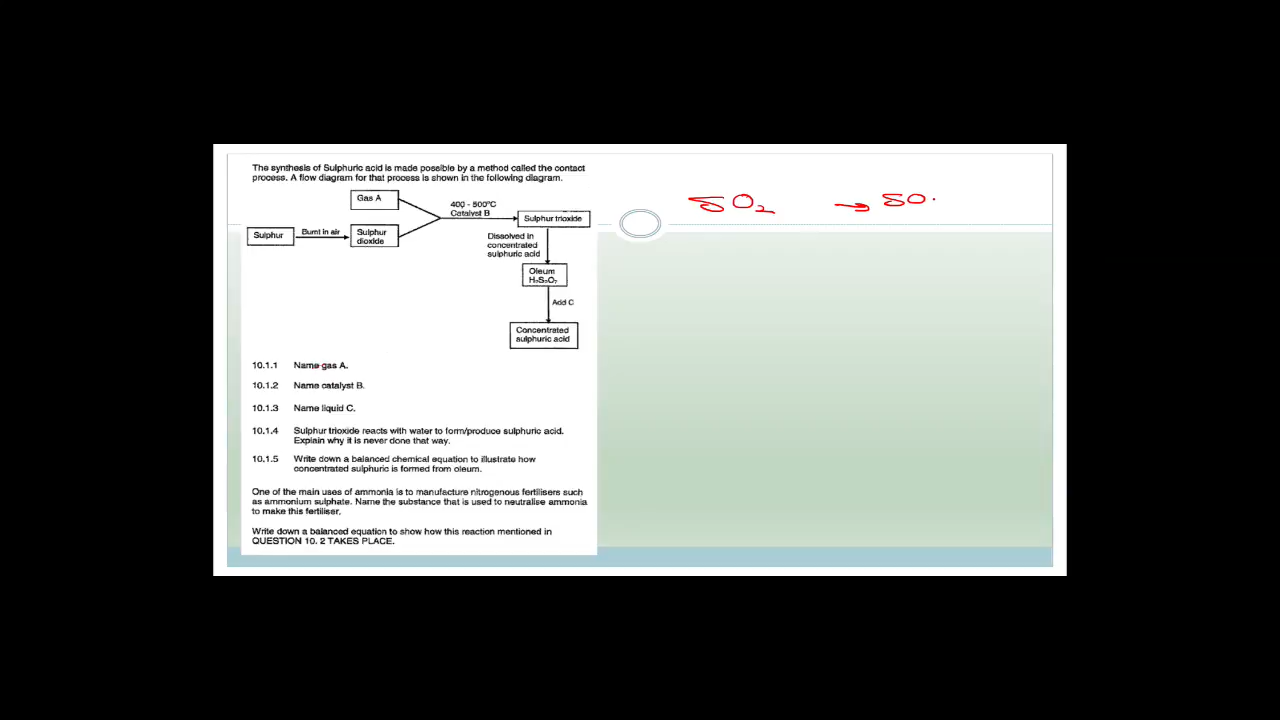 The synthesis of Sulphuric acid is made possible by a method called the contact
process. A flow diagram for that process is shown in the following diagram.
Gas A
400 - 500°C
Catalyst B
Sulphur trioxide
Sulphur
Burnt in air
Sulphur
dioxide
Dissolved in
concentrated
sulphuric acid
Oleum
H₂S₂O₇
Add C
Concentrated
sulphuric acid
SO₂ → SO
10.1.1 Name gas A.
10.1.2 Name catalyst B.
10.1.3 Name liquid C.
10.1.4 Sulphur trioxide reacts with water to form/produce sulphuric acid.
Explain why it is never done that way.
10.1.5 Write down a balanced chemical equation to illustrate how
concentrated sulphuric is formed from oleum.
One of the main uses of ammonia is to manufacture nitrogenous fertilisers such
as ammonium sulphate. Name the substance that is used to neutralise ammonia
to make this fertiliser.
Write down a balanced equation to show how this reaction mentioned in
QUESTION 10. 2 TAKES PLACE.